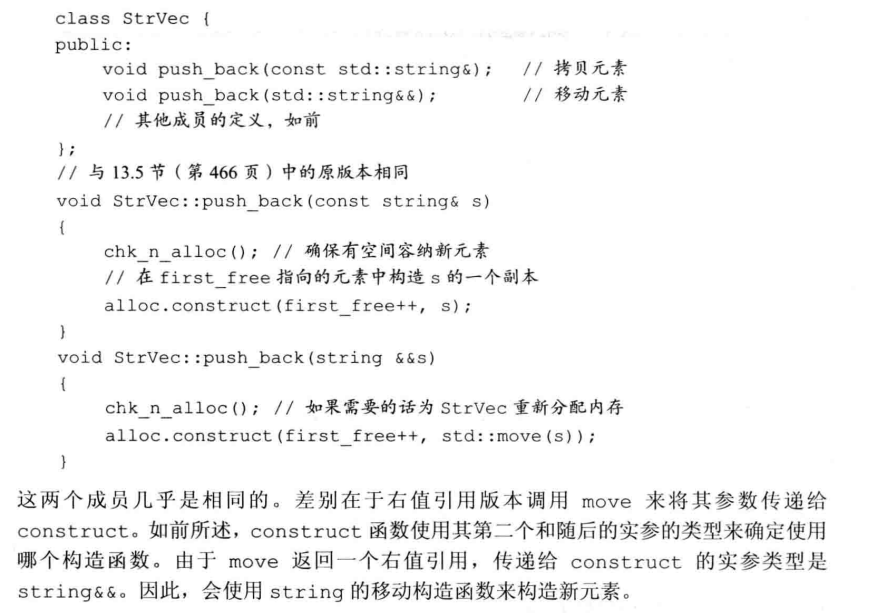 class StrVec {
public:
    void push_back(const std::string&);   // 拷贝元素
    void push_back(std::string&&);        // 移动元素
    // 其他成员的定义，如前
};
// 与 13.5 节（第 466 页）中的原版本相同
void StrVec::push_back(const string& s)
{
    chk_n_alloc(); // 确保有空间容纳新元素
    // 在 first_free 指向的元素中构造 s 的一个副本
    alloc.construct(first_free++, s);
}
void StrVec::push_back(string &&s)
{
    chk_n_alloc(); // 如果需要的话为 StrVec 重新分配内存
    alloc.construct(first_free++, std::move(s));
}
这两个成员几乎是相同的。差别在于右值引用版本调用 move 来将其参数传递给
construct。如前所述，construct 函数使用其第二个和随后的实参的类型来确定使用
哪个构造函数。由于 move 返回一个右值引用，传递给 construct 的实参类型是
string&&。因此，会使用 string 的移动构造函数来构造新元素。